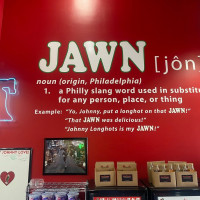 JAWN [jôn]
noun (origin, Philadelphia)
1. a Philly slang word used in substitut
for any person, place, or thing
Example: "Yo, Johnny, put a longhot on that JAWN!"
"That JAWN was delicious!"
"Johnny Longhots is my JAWN!"